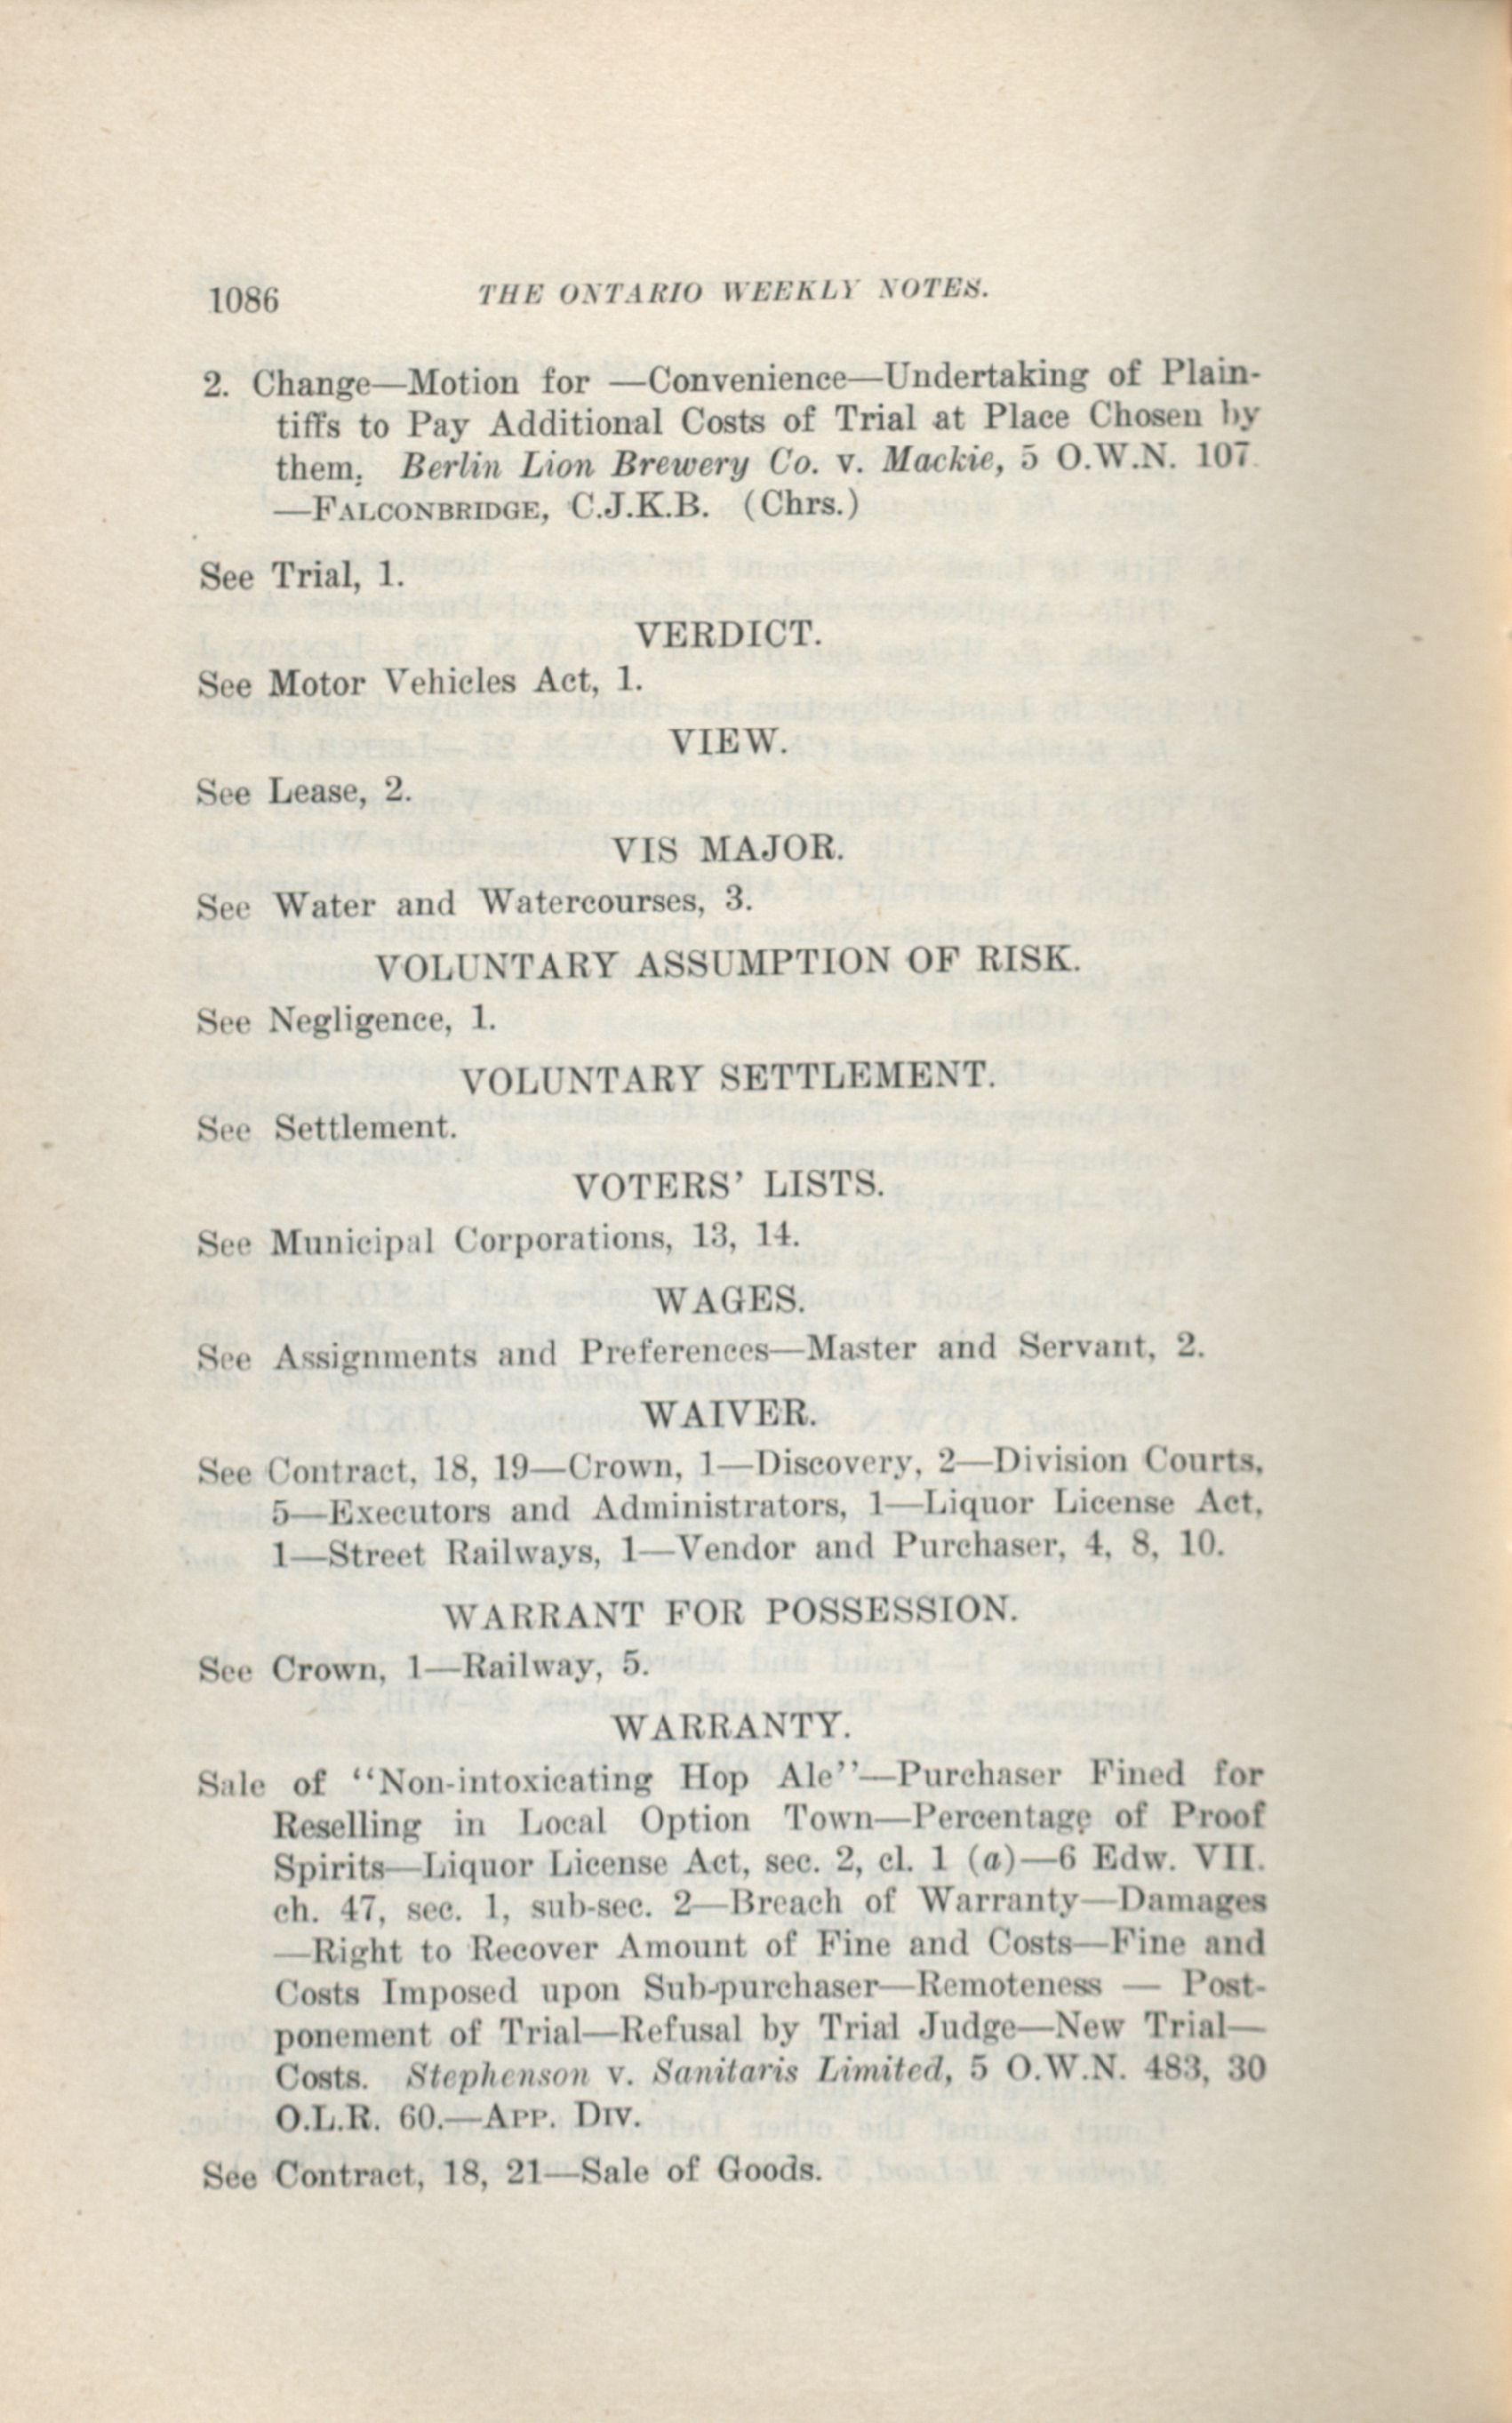 1086 THE ONTARIO WEEKLY NOTES.
2. Change—Motion for —Convenience—Undertaking of Plain-
tiffs to Pay Additional Costs of Trial at Place Chosen by
them. Berlin Lion Brewery Co. v. Mackie, 5 O.W.N. 107.
—FALCONBRIDGE, C.J.K.B. (Chrs.)
See Trial, 1.
VERDICT.
See Motor Vehicles Act, 1.
VIEW.
See Lease, 2.
VIS MAJOR.
See Water and Watercourses, 3.
VOLUNTARY ASSUMPTION OF RISK.
See Negligence, 1.
VOLUNTARY SETTLEMENT.
See Settlement.
VOTERS' LISTS.
See Municipal Corporations, 13, 14.
WAGES.
See Assignments and Preferences—Master and Servant, 2.
WAIVER.
See Contract, 18, 19—Crown, 1—Discovery, 2—Division Courts,
5—Executors and Administrators, 1—Liquor License Act,
1—Street Railways, 1—Vendor and Purchaser, 4, 8, 10.
WARRANT FOR POSSESSION.
See Crown, 1—Railway, 5.
WARRANTY.
Sale of "Non-intoxicating Hop Ale"—Purchaser Fined for
Reselling in Local Option Town—Percentage of Proof
Spirits—Liquor License Act, sec. 2, cl. 1 (a)—6 Edw. VII.
ch. 47, sec. 1, sub-sec. 2—Breach of Warranty—Damages
—Right to Recover Amount of Fine and Costs—Fine and
Costs Imposed upon Sub-purchaser—Remoteness — Post-
ponement of Trial—Refusal by Trial Judge—New Trial—
Costs. Stephenson v. Sanitaris Limited, 5 O.W.N. 483, 30
O.L.R. 60.—APP. DIV.
See Contract, 18, 21—Sale of Goods.